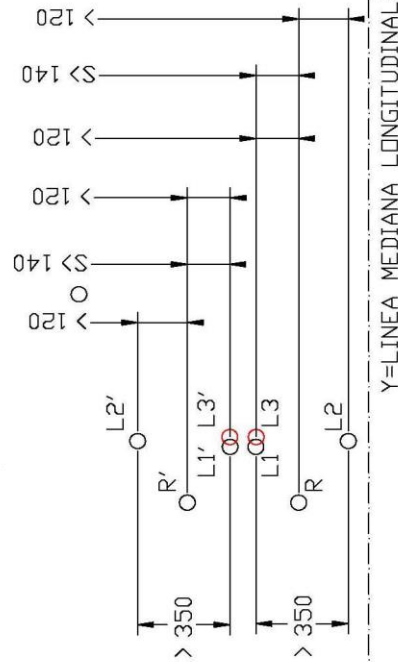 > 120
S> 140
> 120
> 120
S> 140
> 120
L2'
R'
L3'
L1'
L3
L1
R
L2
> 350
> 350
Y=LINEA MEDIANA LONGITUDINAL